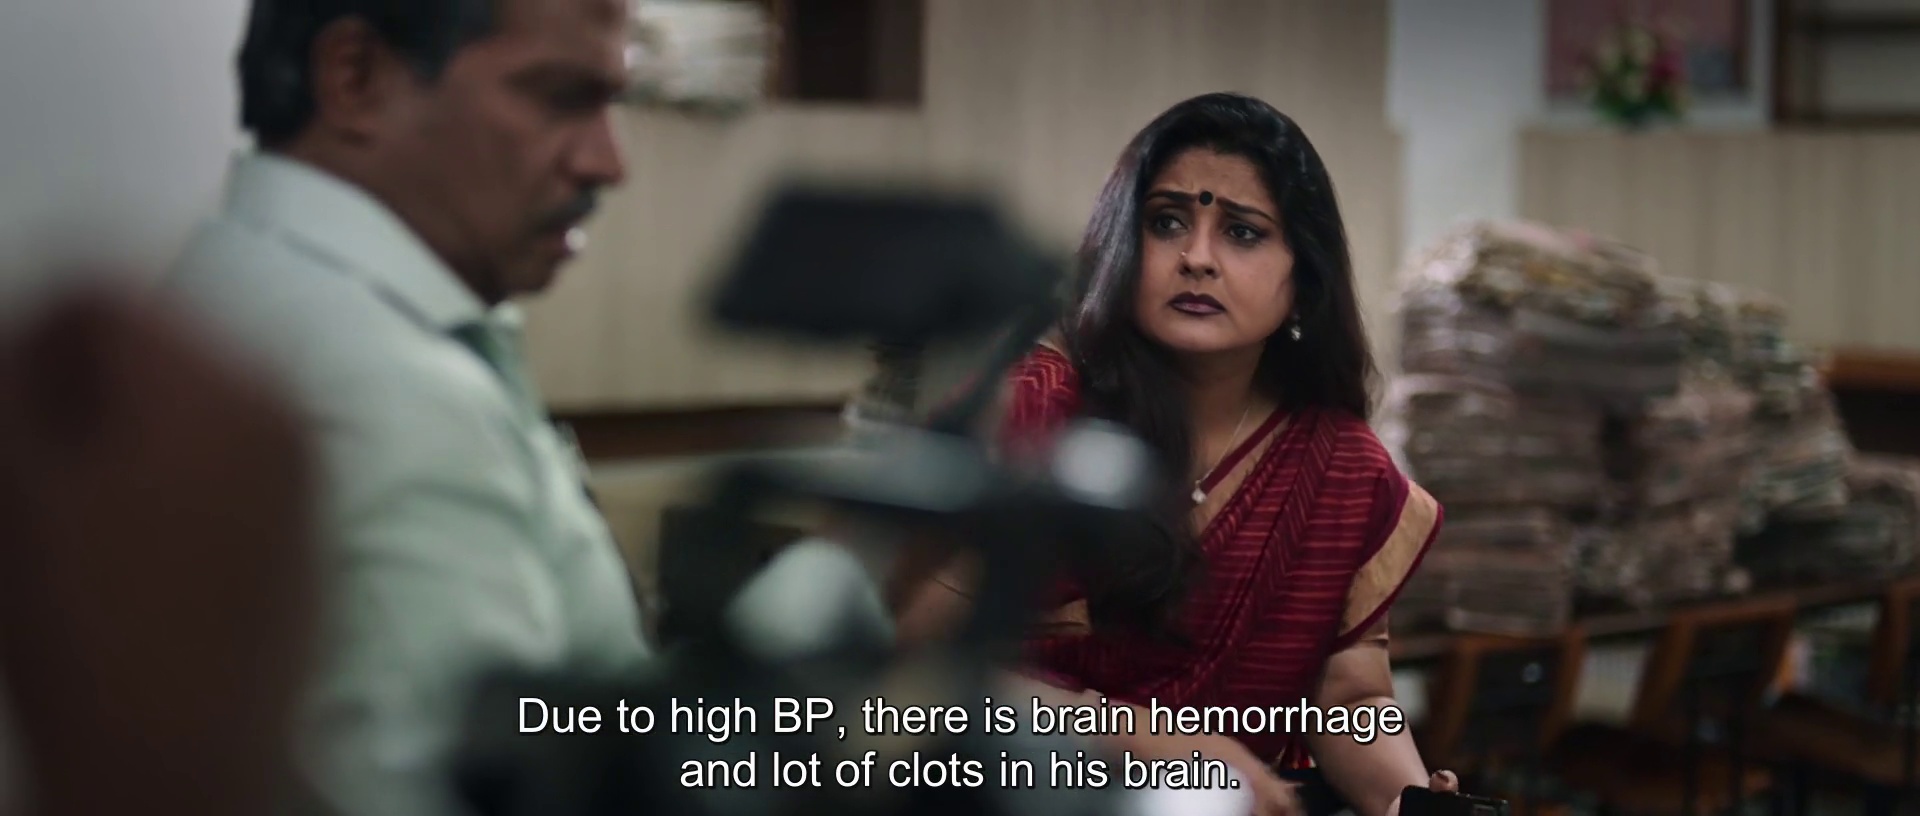 Due to high BP, there is brain hemorrhage
and lot of clots in his brain.